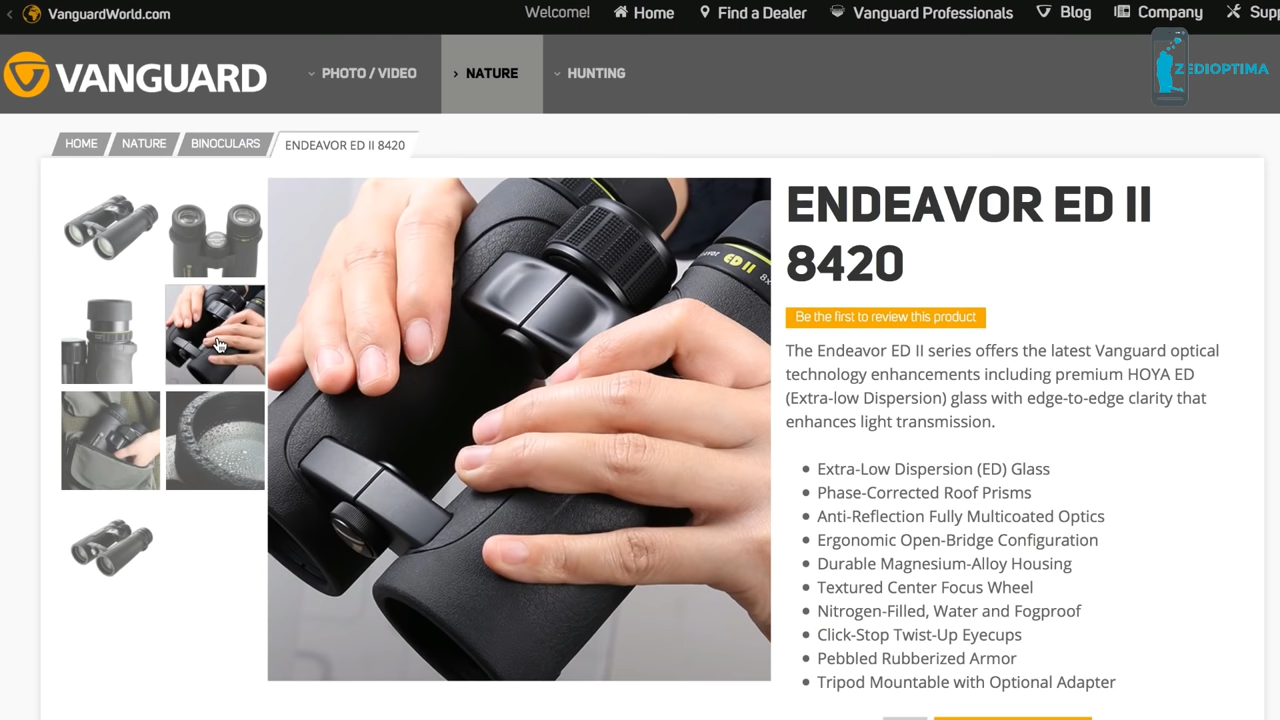 VanguardWorld.com
Welcome!
Home
Find a Dealer
Vanguard Professionals
Blog
Company
VANGUARD
PHOTO / VIDEO
NATURE
HUNTING
ZEDIOPTIMA
HOME
NATURE
BINOCULARS
ENDEAVOR ED II 8420
ED II 8x
ENDEAVOR ED II
8420
Be the first to review this product
The Endeavor ED II series offers the latest Vanguard optical
technology enhancements including premium HOYA ED
(Extra-low Dispersion) glass with edge-to-edge clarity that
enhances light transmission.
Extra-Low Dispersion (ED) Glass
Phase-Corrected Roof Prisms
Anti-Reflection Fully Multicoated Optics
Ergonomic Open-Bridge Configuration
Durable Magnesium-Alloy Housing
Textured Center Focus Wheel
Nitrogen-Filled, Water and Fogproof
Click-Stop Twist-Up Eyecups
Pebbled Rubberized Armor
Tripod Mountable with Optional Adapter